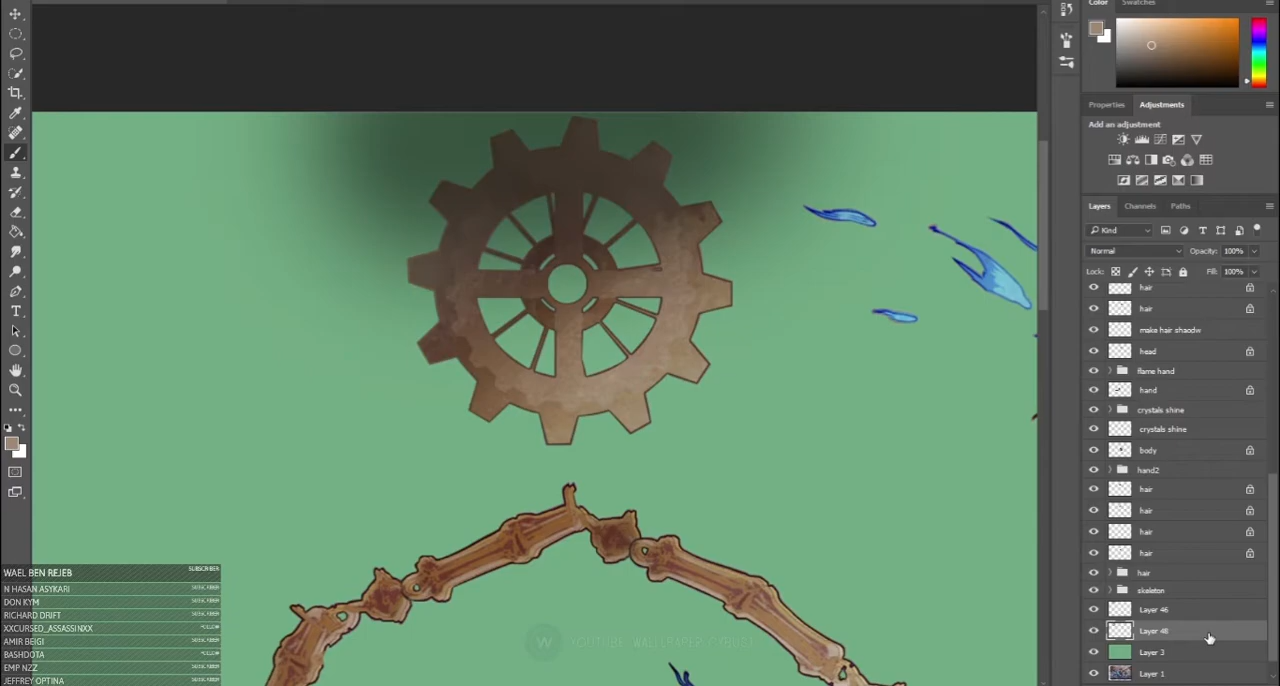 Color Swatches
Properties Adjustments
Add an adjustment
Layers Channels Paths
Kind
Normal Opacity: 100%
Lock: Fill: 100%
hair
hair
make hair shaodw
head
flame hand
hand
crystals shine
crystals shine
body
hand2
hair
hair
hair
hair
hair
skeleton
Layer 46
Layer 48
Layer 3
Layer 1
WAEL BEN REJEB SUBSCRIBER
N HASAN ASYKARI
DON KYM
RICHARD DRIFT
XXCURSED_ASSASSINXX
AMIR BEIGI
BASHDOTA
EMP NZZ
JEFFREY OPTINA
W